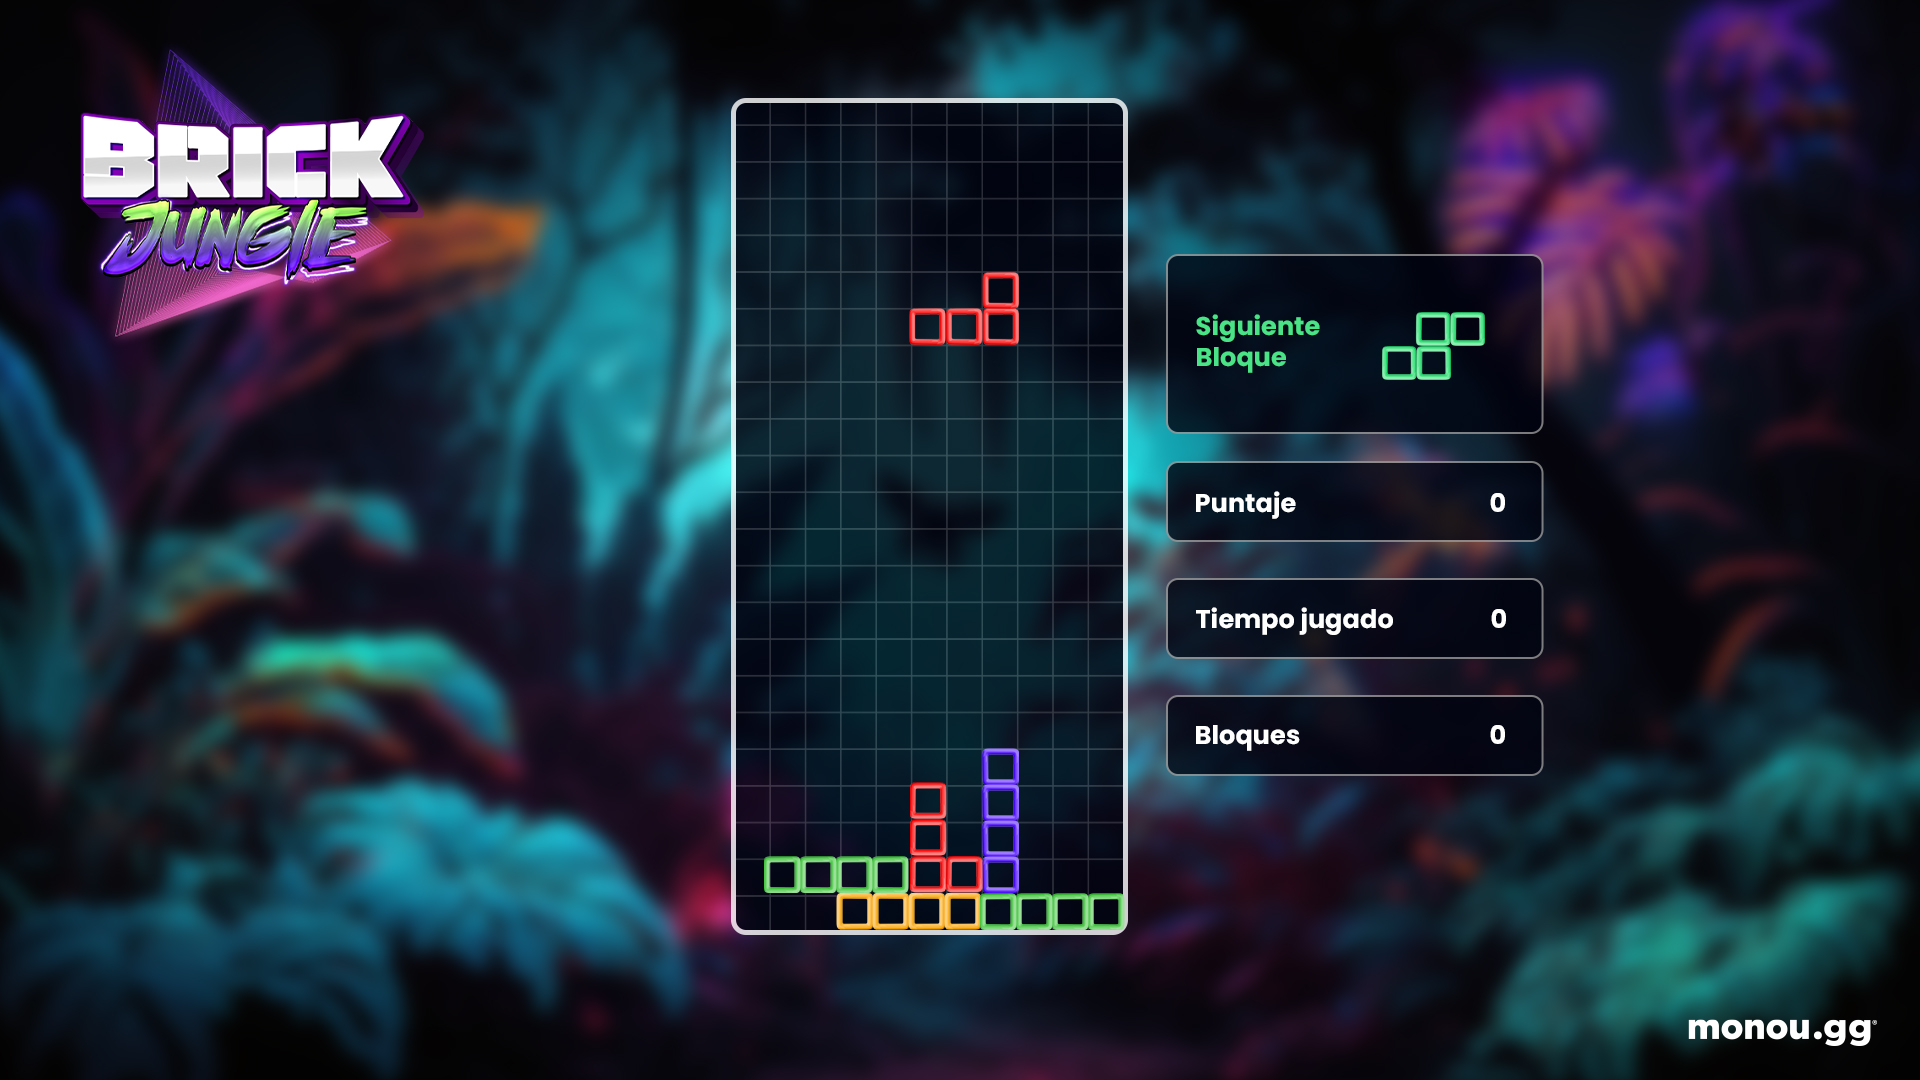 BRICK
JUNGLE
Siguiente
Bloque
Puntaje 0
Tiempo jugado 0
Bloques 0
monou.gg